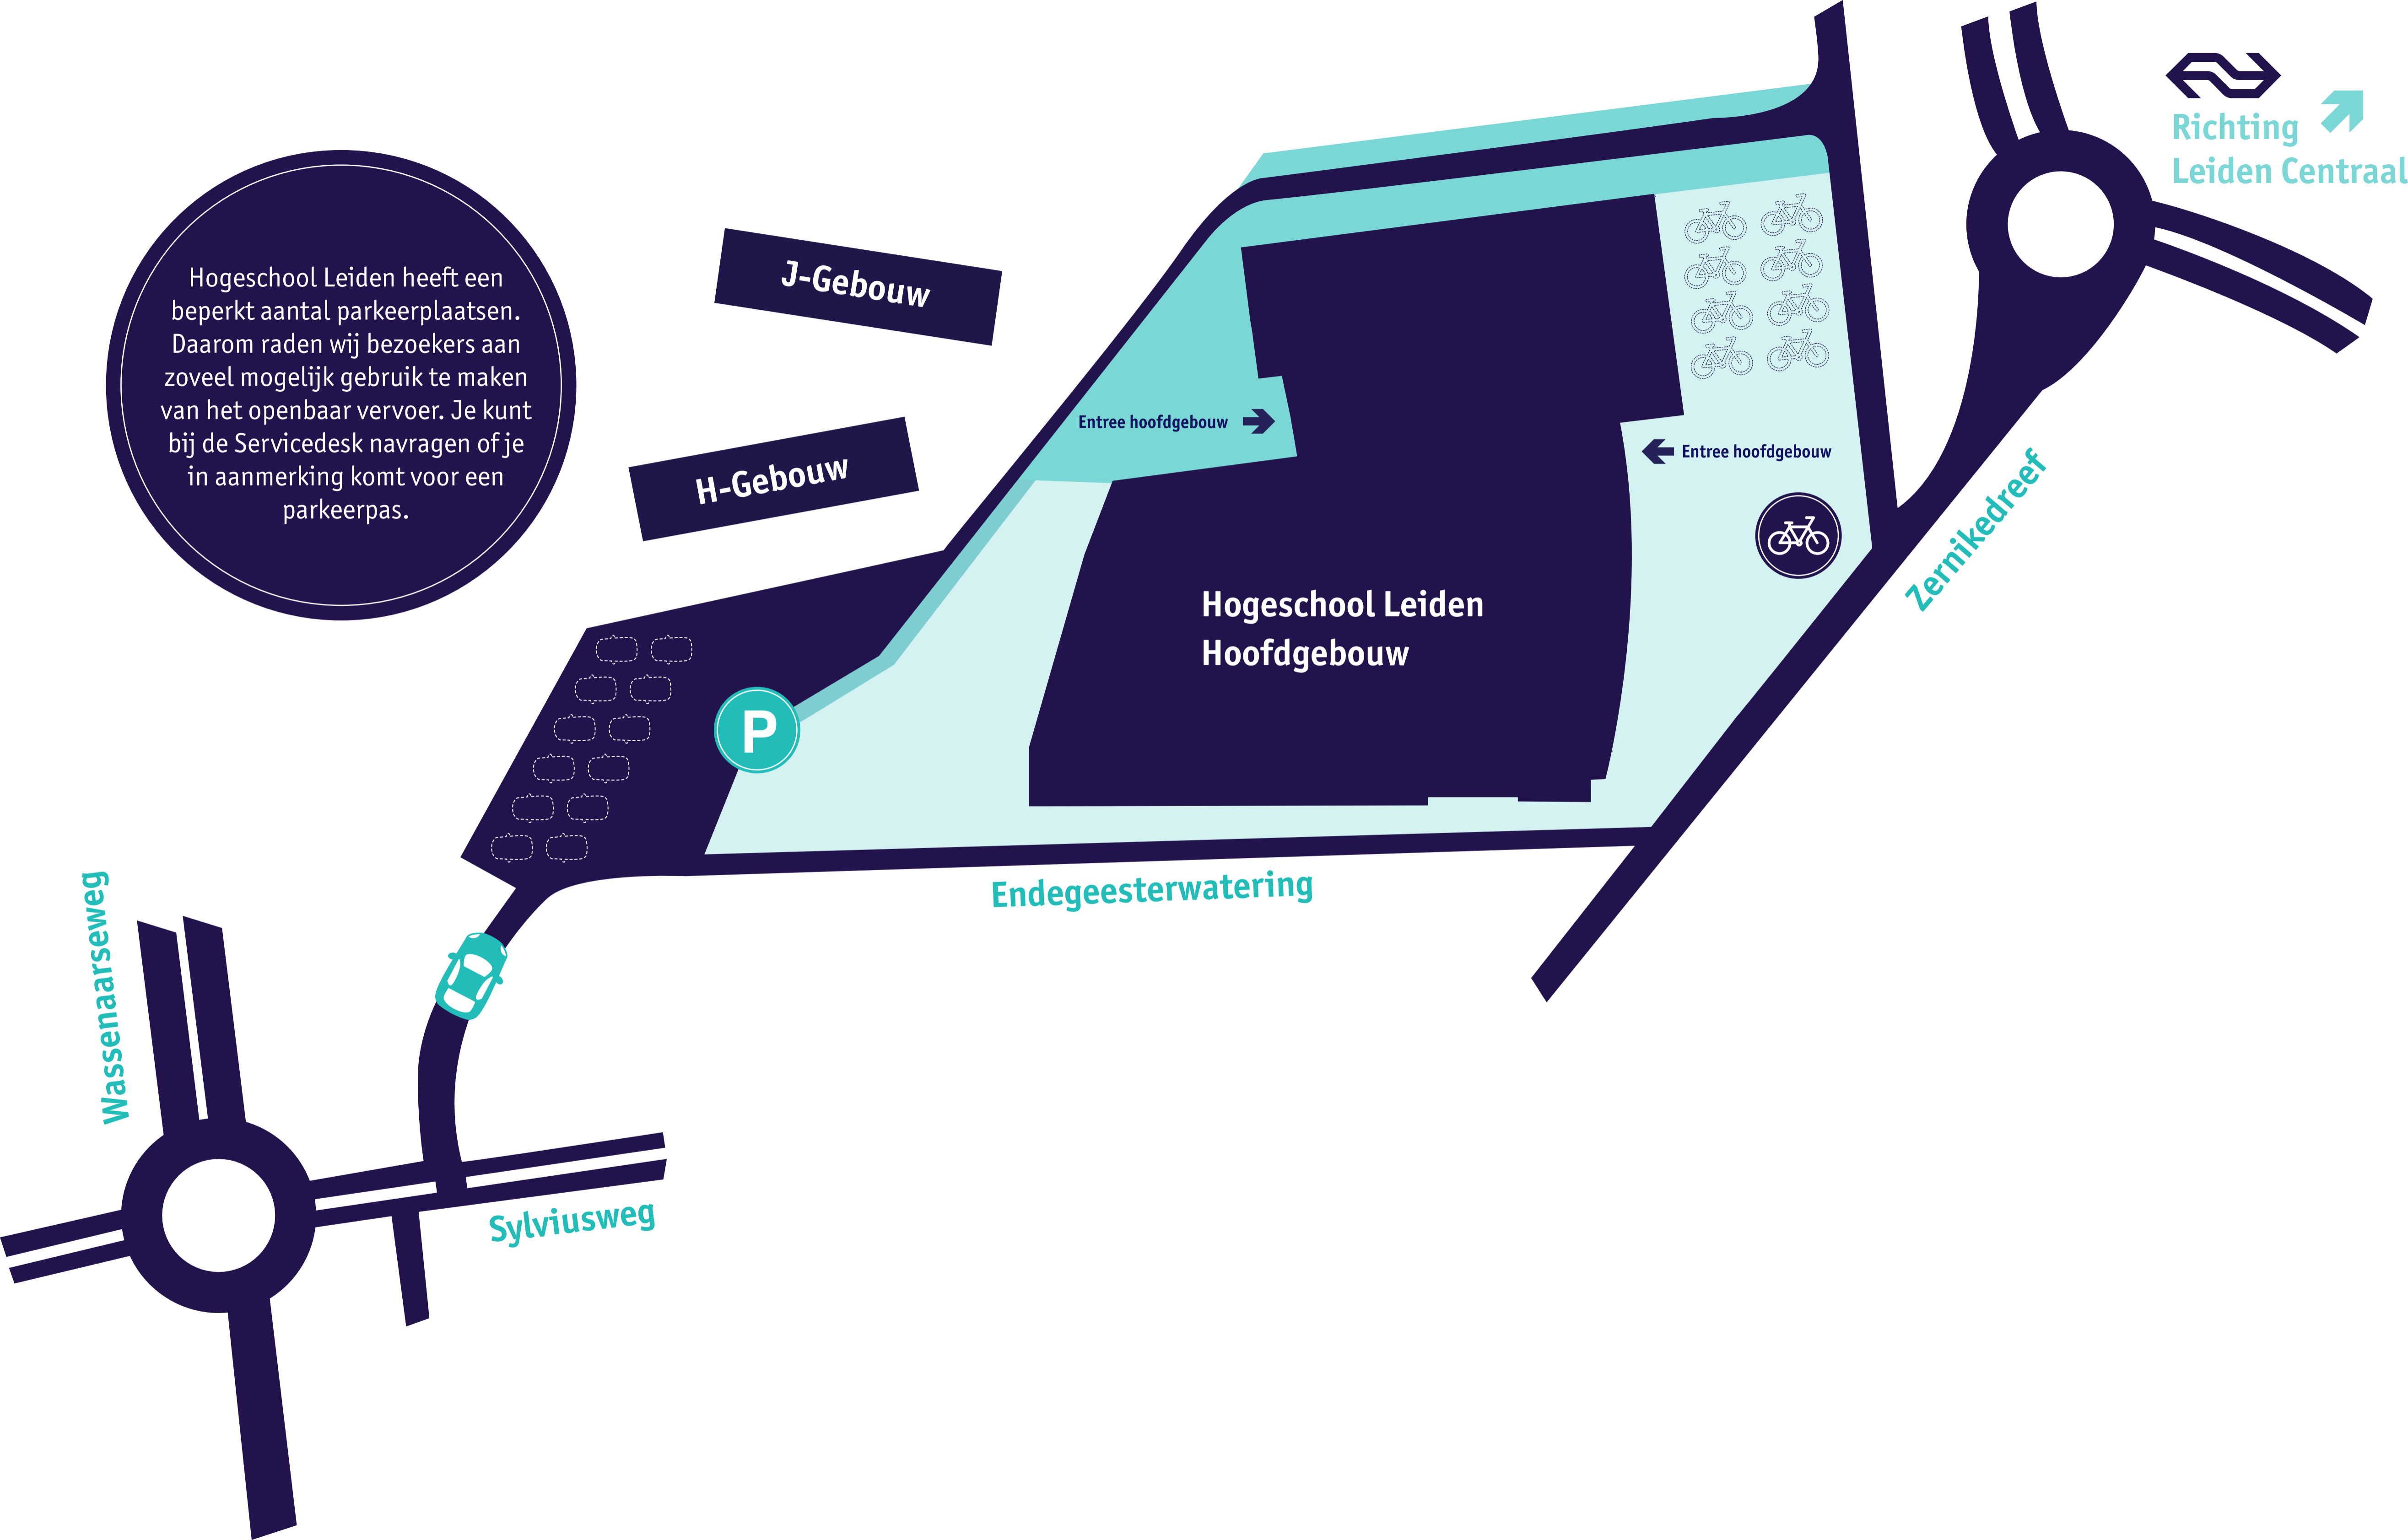 Richting
Leiden Centraal
Hogeschool Leiden heeft een
beperkt aantal parkeerplaatsen.
Daarom raden wij bezoekers aan
zoveel mogelijk gebruik te maken
van het openbaar vervoer. Je kunt
bij de Servicedesk navragen of je
in aanmerking komt voor een
parkeerpas.
J-Gebouw
H-Gebouw
Entree hoofdgebouw
Entree hoofdgebouw
Zernikedreef
Hogeschool Leiden
Hoofdgebouw
P
Endegeesterwatering
Wassenaarseweg
Sylviusweg